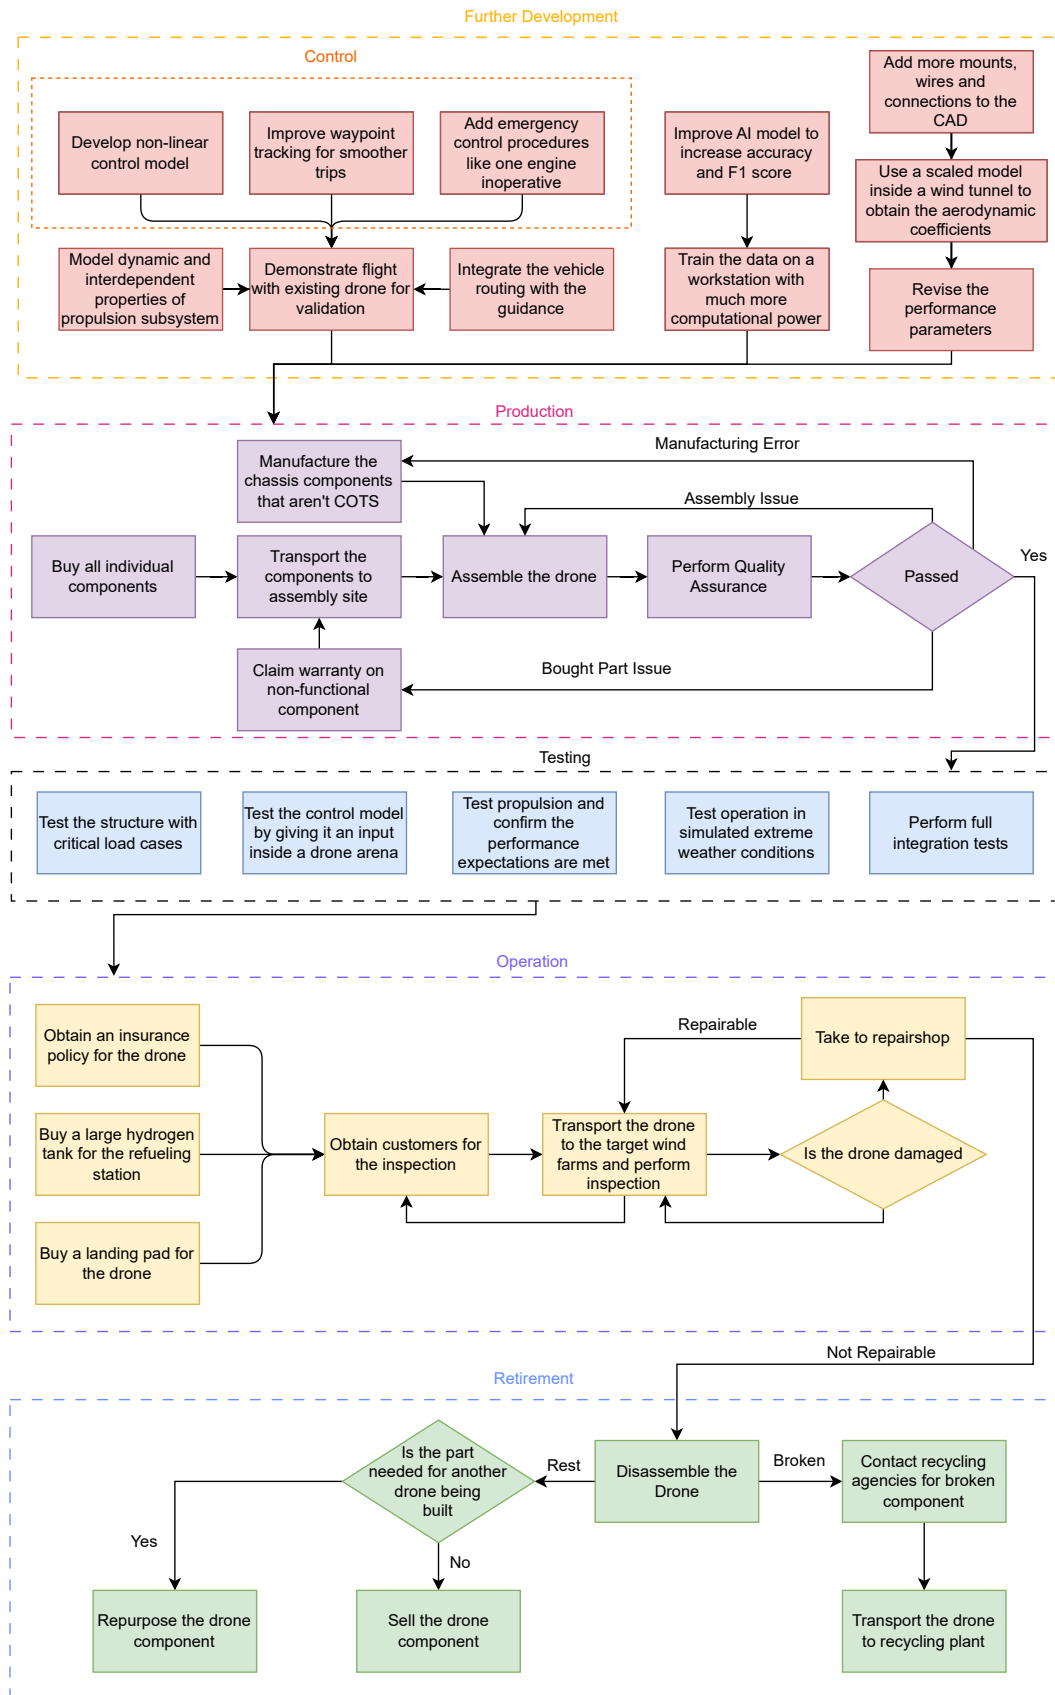 Further Development
Control
Develop non-linear
control model
Improve waypoint
tracking for smoother
trips
Add emergency
control procedures
like one engine
inoperative
Improve AI model to
increase accuracy
and F1 score
Add more mounts,
wires and
connections to the
CAD
Use a scaled model
inside a wind tunnel to
obtain the aerodynamic
coefficients
Model dynamic and
interdependent
properties of
propulsion subsystem
Demonstrate flight
with existing drone for
validation
Integrate the vehicle
routing with the
guidance
Train the data on a
workstation with
much more
computational power
Revise the
performance
parameters
Production
Manufacturing Error
Manufacture the
chassis components
that aren't COTS
Assembly Issue
Buy all individual
components
Transport the
components to
assembly site
Assemble the drone
Perform Quality
Assurance
Passed
Yes
Claim warranty on
non-functional
component
Bought Part Issue
Testing
Test the structure with
critical load cases
Test the control model
by giving it an input
inside a drone arena
Test propulsion and
confirm the
performance
expectations are met
Test operation in
simulated extreme
weather conditions
Perform full
integration tests
Operation
Obtain an insurance
policy for the drone
Repairable
Take to repairshop
Buy a large hydrogen
tank for the refueling
station
Obtain customers for
the inspection
Transport the drone
to the target wind
farms and perform
inspection
Is the drone damaged
Buy a landing pad for
the drone
Not Repairable
Retirement
Is the part
needed for another
drone being
built
Rest
Disassemble the
Drone
Broken
Contact recycling
agencies for broken
component
Yes
No
Repurpose the drone
component
Sell the drone
component
Transport the drone
to recycling plant